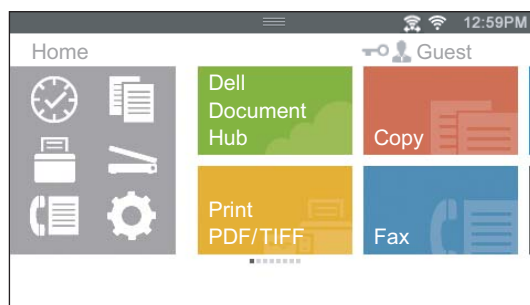 12:59PM
Home
Guest
Dell
Document
Hub
Copy
Print
PDF/TIFF
Fax